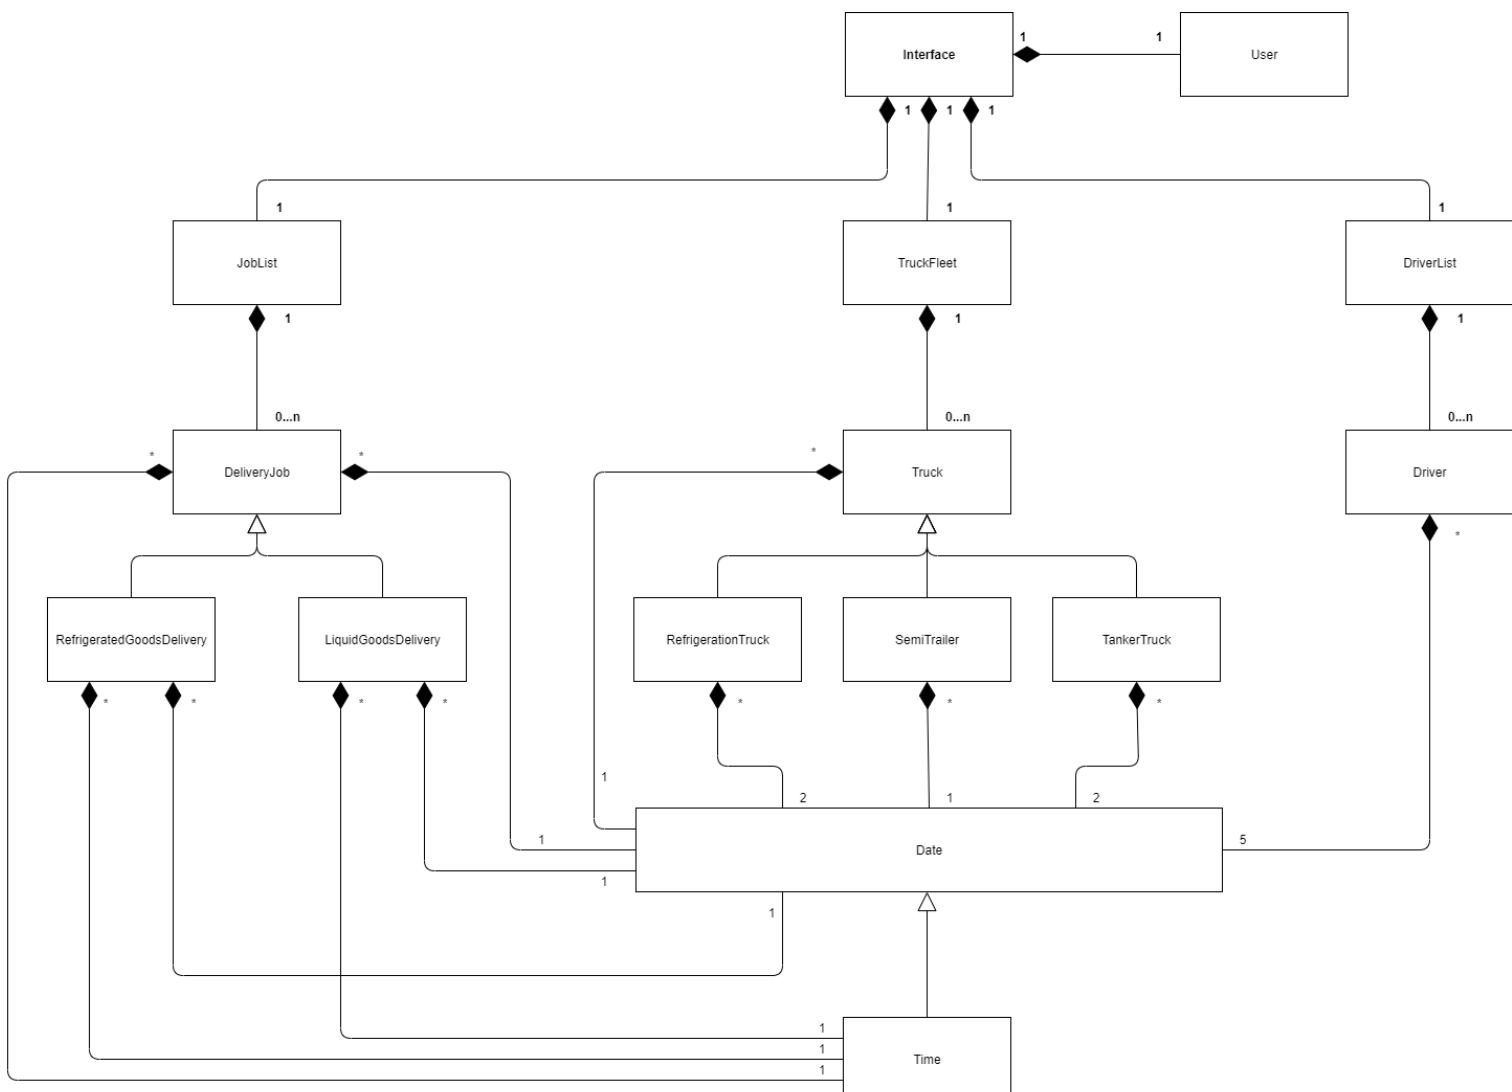 Interface
1
1
User
1
1
1
1
1
1
JobList
TruckFleet
DriverList
1
1
1
0...n
0...n
0...n
*
DeliveryJob
*
*
Truck
Driver
*
RefrigeratedGoodsDelivery
LiquidGoodsDelivery
RefrigerationTruck
SemiTrailer
TankerTruck
*
*
*
*
*
*
*
1
2
1
2
1
Date
5
1
1
1
1
1
Time